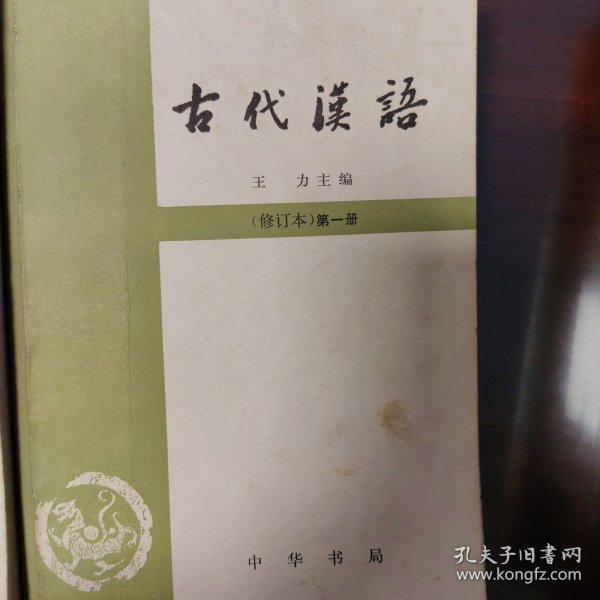 古代漢語
王 力主编
(修订本)第一册
中华书局
孔夫子旧书网
www.kongfz.com